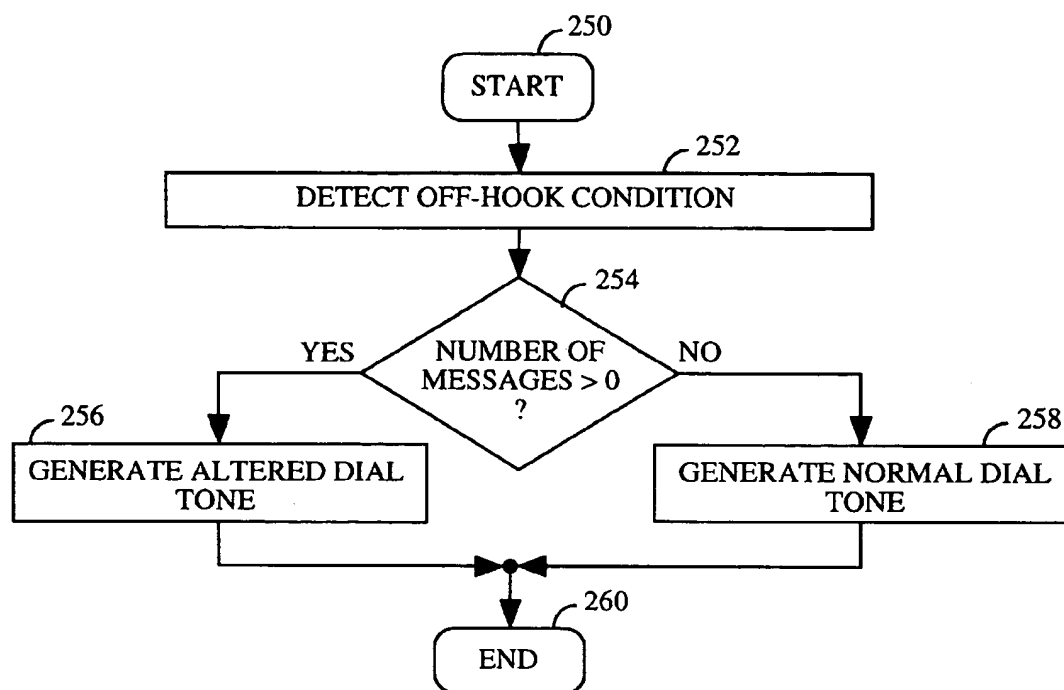 250
START
252
DETECT OFF-HOOK CONDITION
254
YES
NUMBER OF
MESSAGES > 0
?
NO
256
GENERATE ALTERED DIAL
TONE
258
GENERATE NORMAL DIAL
TONE
260
END